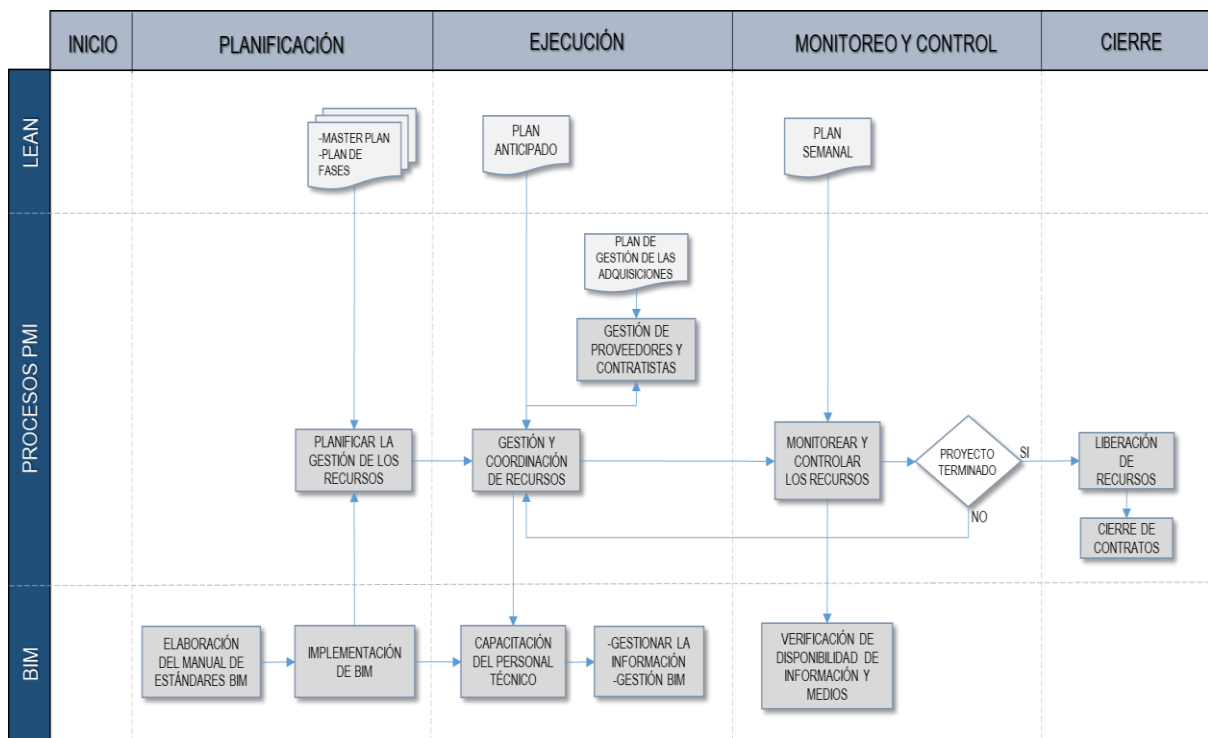 INICIO
PLANIFICACIÓN
EJECUCIÓN
MONITOREO Y CONTROL
CIERRE
LEAN
-MASTER PLAN
-PLAN DE
FASES
PLAN
ANTICIPADO
PLAN
SEMANAL
PROCESOS PMI
PLAN DE
GESTIÓN DE LAS
ADQUISICIONES
GESTIÓN DE
PROVEEDORES Y
CONTRATISTAS
PLANIFICAR LA
GESTIÓN DE LOS
RECURSOS
GESTIÓN Y
COORDINACIÓN
DE RECURSOS
MONITOREAR Y
CONTROLAR
LOS RECURSOS
PROYECTO
TERMINADO
SI
NO
LIBERACIÓN
DE
RECURSOS
CIERRE DE
CONTRATOS
BIM
ELABORACIÓN
DEL MANUAL DE
ESTÁNDARES BIM
IMPLEMENTACIÓN
DE BIM
CAPACITACIÓN
DEL PERSONAL
TÉCNICO
-GESTIONAR LA
INFORMACIÓN
-GESTIÓN BIM
VERIFICACIÓN DE
DISPONIBILIDAD DE
INFORMACIÓN Y
MEDIOS